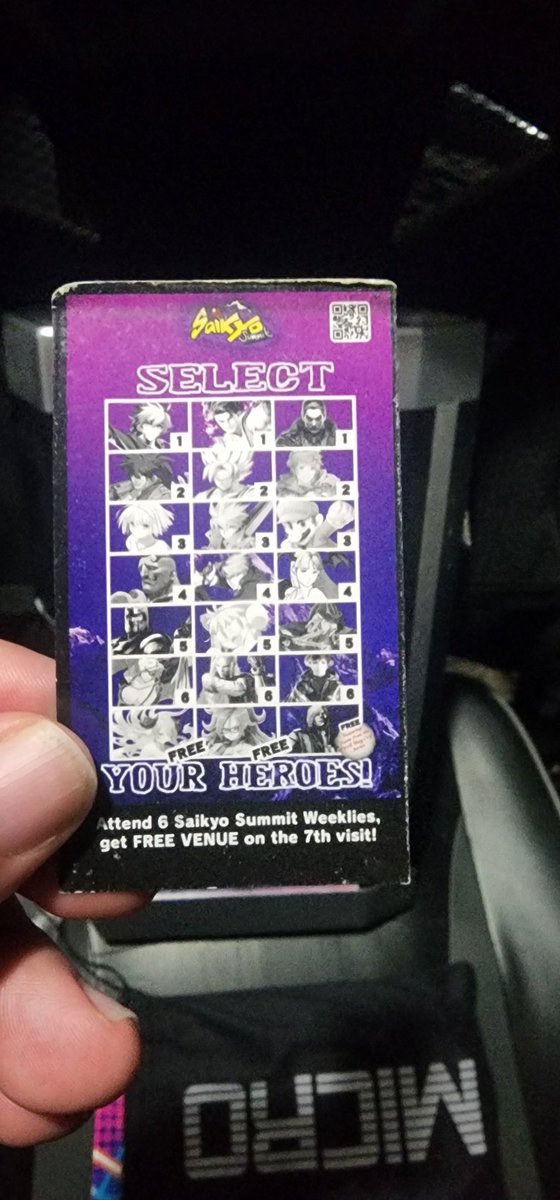 Saikyo
Summit
SELECT
1 1 1
2 2 2
3 3 3
4 4 4
5 5 5
6 6 6
FREE FREE FREE
YOUR HEROES!
Attend 6 Saikyo Summit Weeklies,
get FREE VENUE on the 7th visit!
MICRO